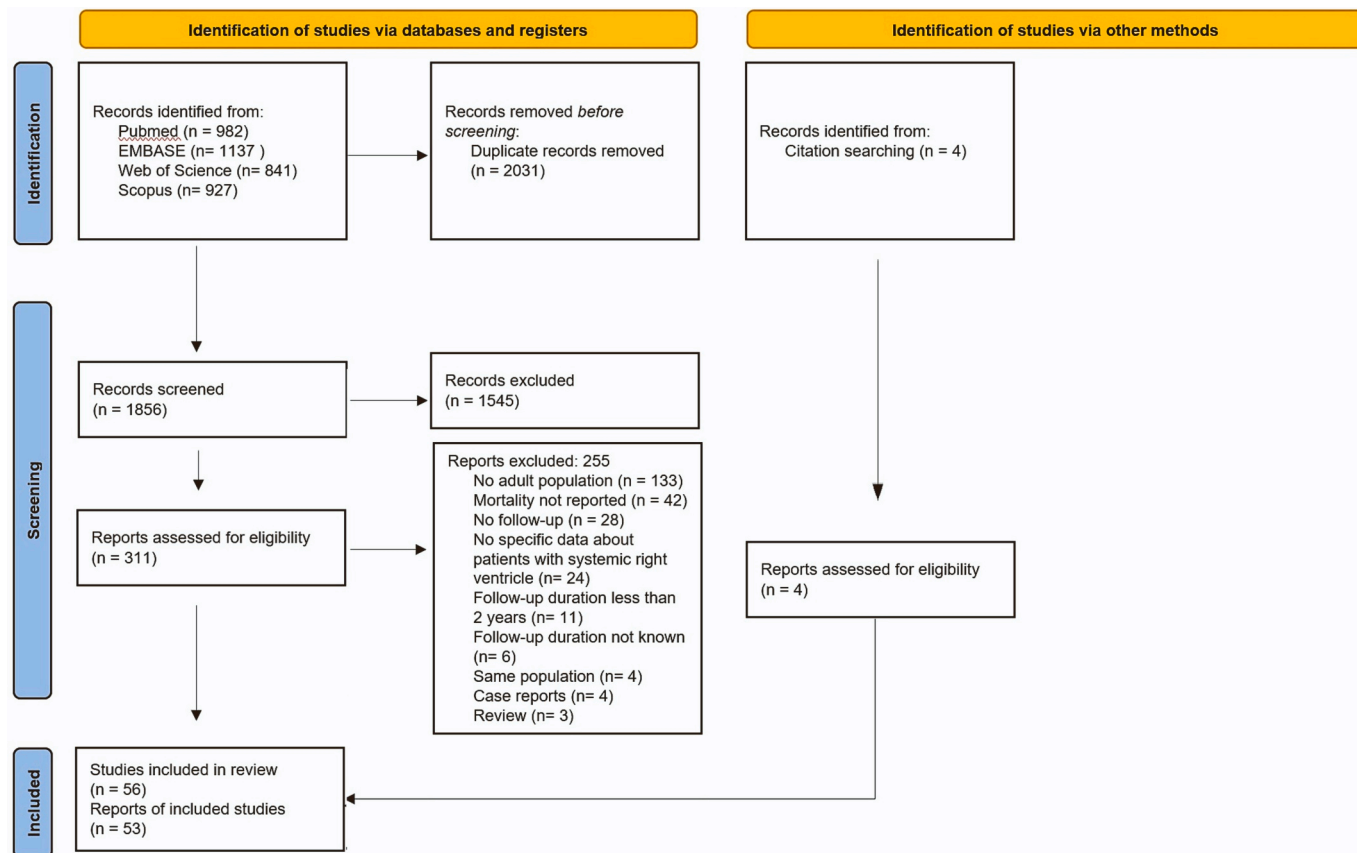 Identification of studies via databases and registers
Identification of studies via other methods
Identification
Records identified from:
Pubmed (n = 982)
EMBASE (n= 1137 )
Web of Science (n= 841)
Scopus (n= 927)
Records removed before
screening:
Duplicate records removed
(n = 2031)
Records identified from:
Citation searching (n = 4)
Screening
Records screened
(n = 1856)
Records excluded
(n = 1545)
Reports assessed for eligibility
(n = 311)
Reports excluded: 255
No adult population (n = 133)
Mortality not reported (n = 42)
No follow-up (n = 28)
No specific data about
patients with systemic right
ventricle (n= 24)
Follow-up duration less than
2 years (n= 11)
Follow-up duration not known
(n= 6)
Same population (n= 4)
Case reports (n= 4)
Review (n= 3)
Reports assessed for eligibility
(n = 4)
Included
Studies included in review
(n = 56)
Reports of included studies
(n = 53)